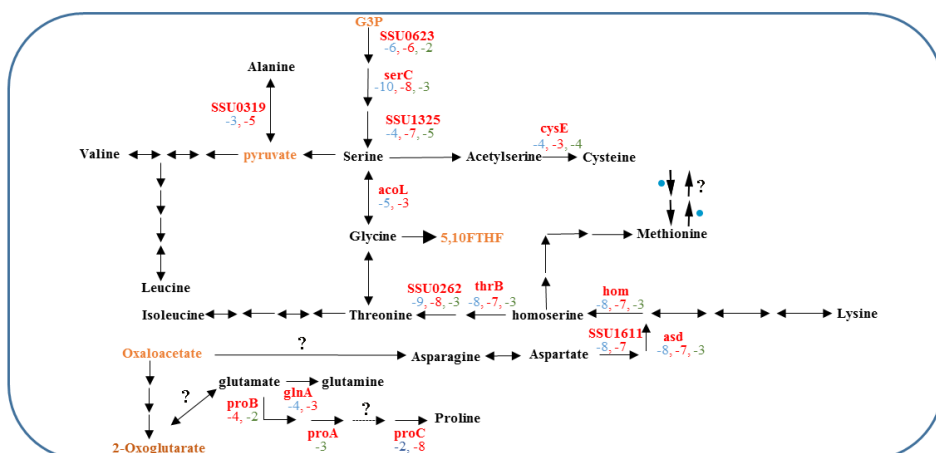 G3P
SSU0623
-6, -6, -2
Alanine
serC
-10, -8, -3
SSU0319
-3, -5
SSU1325
-4, -7, -5
cysE
-4, -3, -4
Valine
pyruvate
Serine
Acetylserine
Cysteine
?
acoL
-5, -3
Glycine
5,10FTHF
Methionine
Leucine
SSU0262
-9, -8, -3
thrB
-8, -7, -3
hom
-8, -7, -3
Isoleucine
Threonine
homoserine
Lysine
SSU1611
-8, -7
asd
-8, -7, -3
Oxaloacetate
?
Asparagine
Aspartate
?
glutamate
glutamine
proB
-4, -2
glnA
-4, -3
?
Proline
proA
-3
proC
-2, -8
2-Oxoglutarate